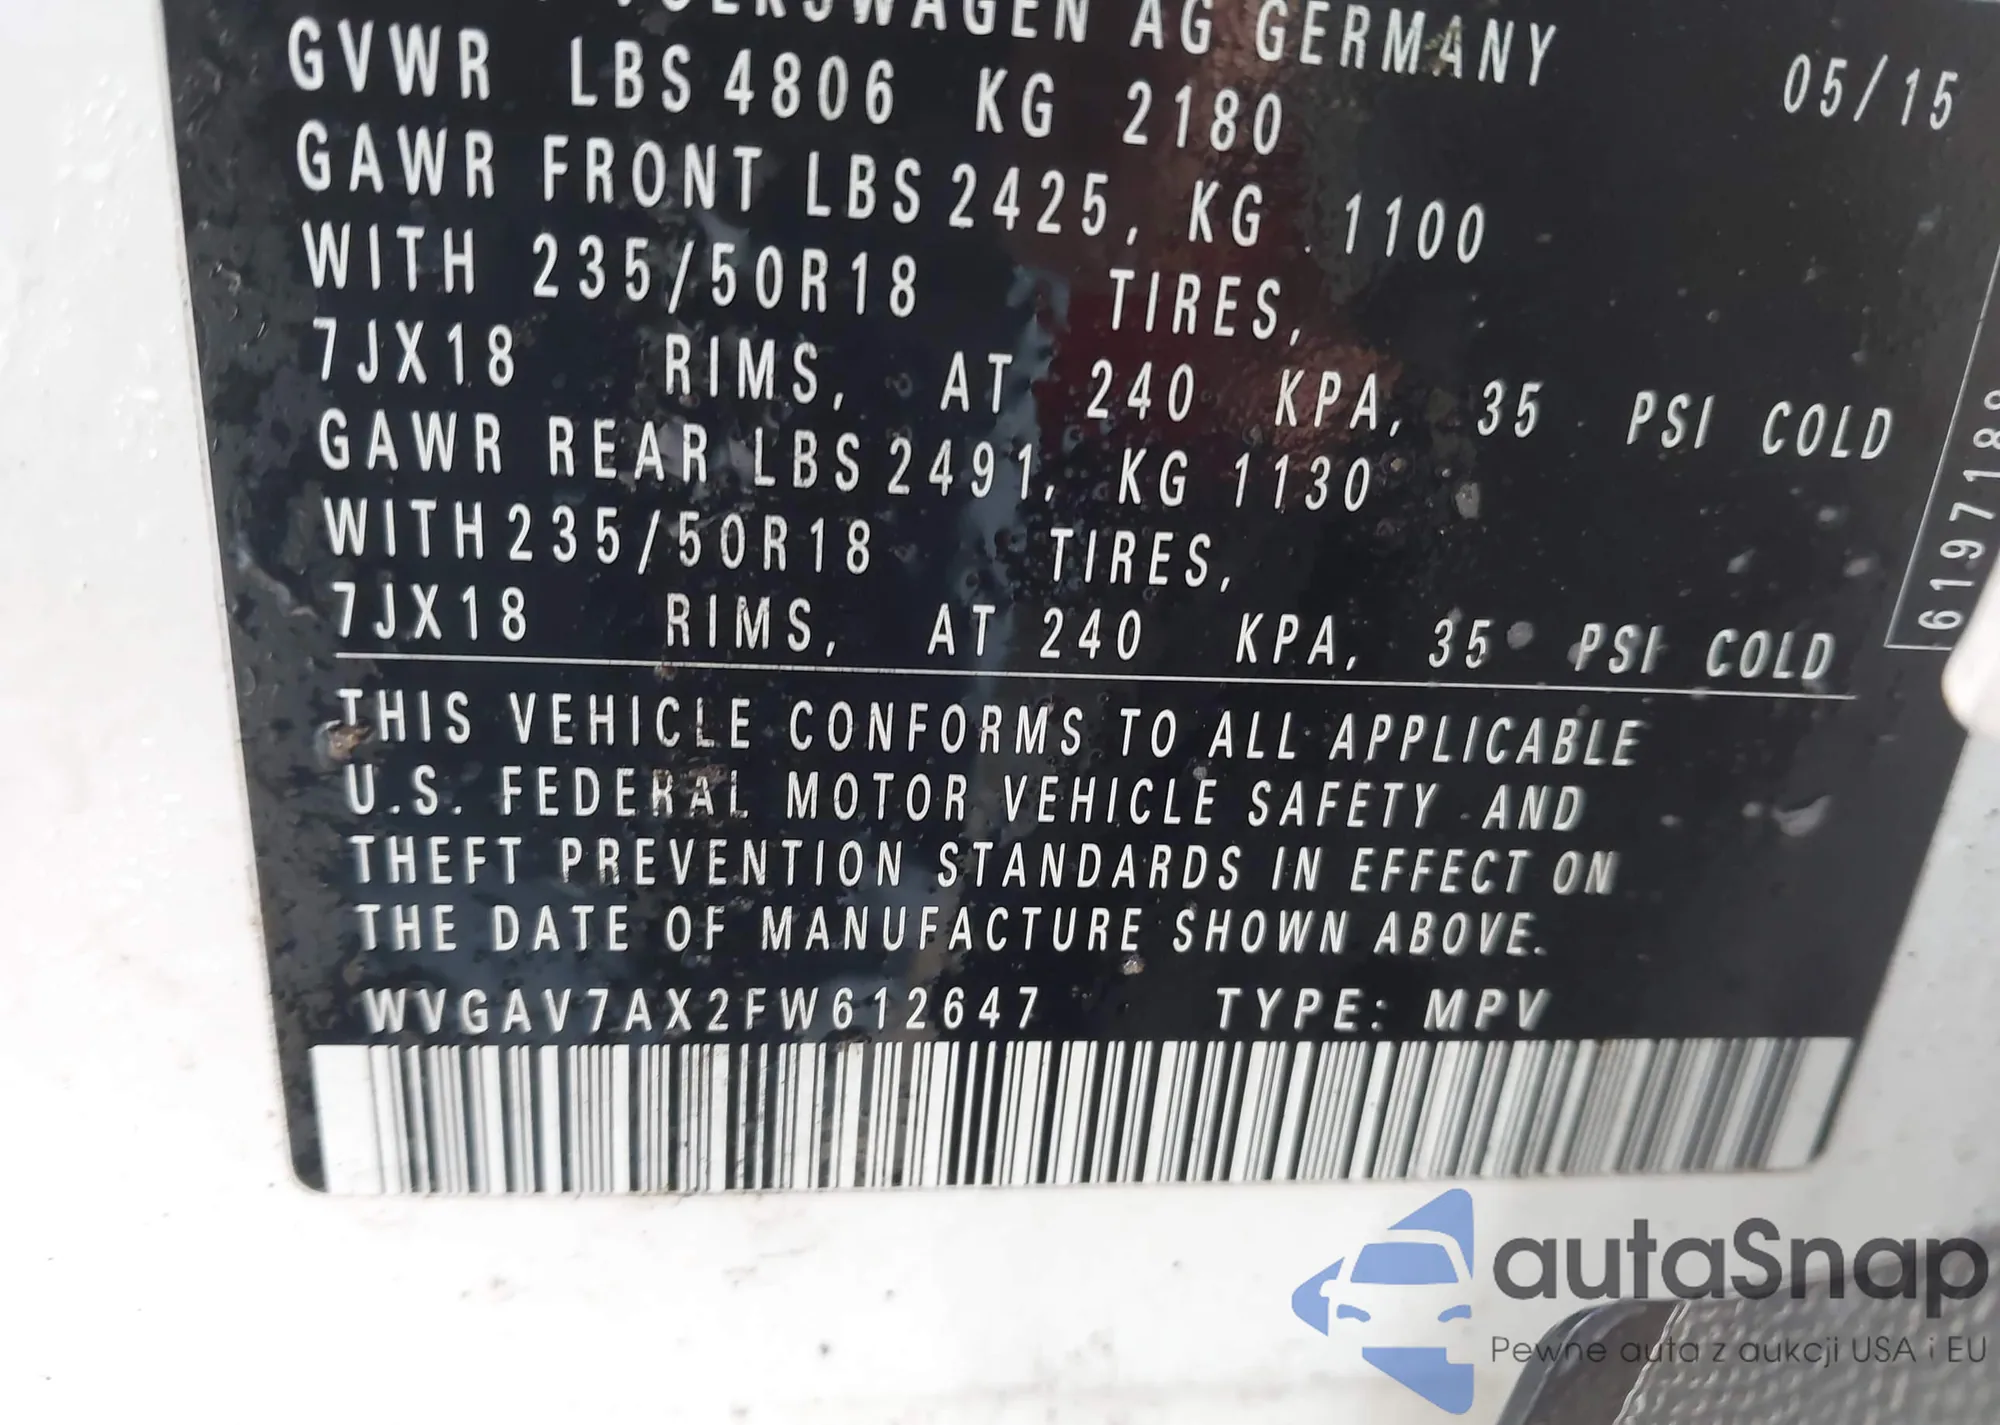 VOLKSWAGEN AG GERMANY
05/15
GVWR LBS 4806 KG 2180
GAWR FRONT LBS 2425, KG 1100
WITH 235/50R18 TIRES,
7JX18 RIMS, AT 240 KPA, 35 PSI COLD
GAWR REAR LBS 2491, KG 1130
WITH 235/50R18 TIRES,
7JX18 RIMS, AT 240 KPA, 35 PSI COLD
THIS VEHICLE CONFORMS TO ALL APPLICABLE
U.S. FEDERAL MOTOR VEHICLE SAFETY AND
THEFT PREVENTION STANDARDS IN EFFECT ON
THE DATE OF MANUFACTURE SHOWN ABOVE.
WVGAV7AX2FW612647 TYPE: MPV
autaSnap
Pewne auta z aukcji USA i EU